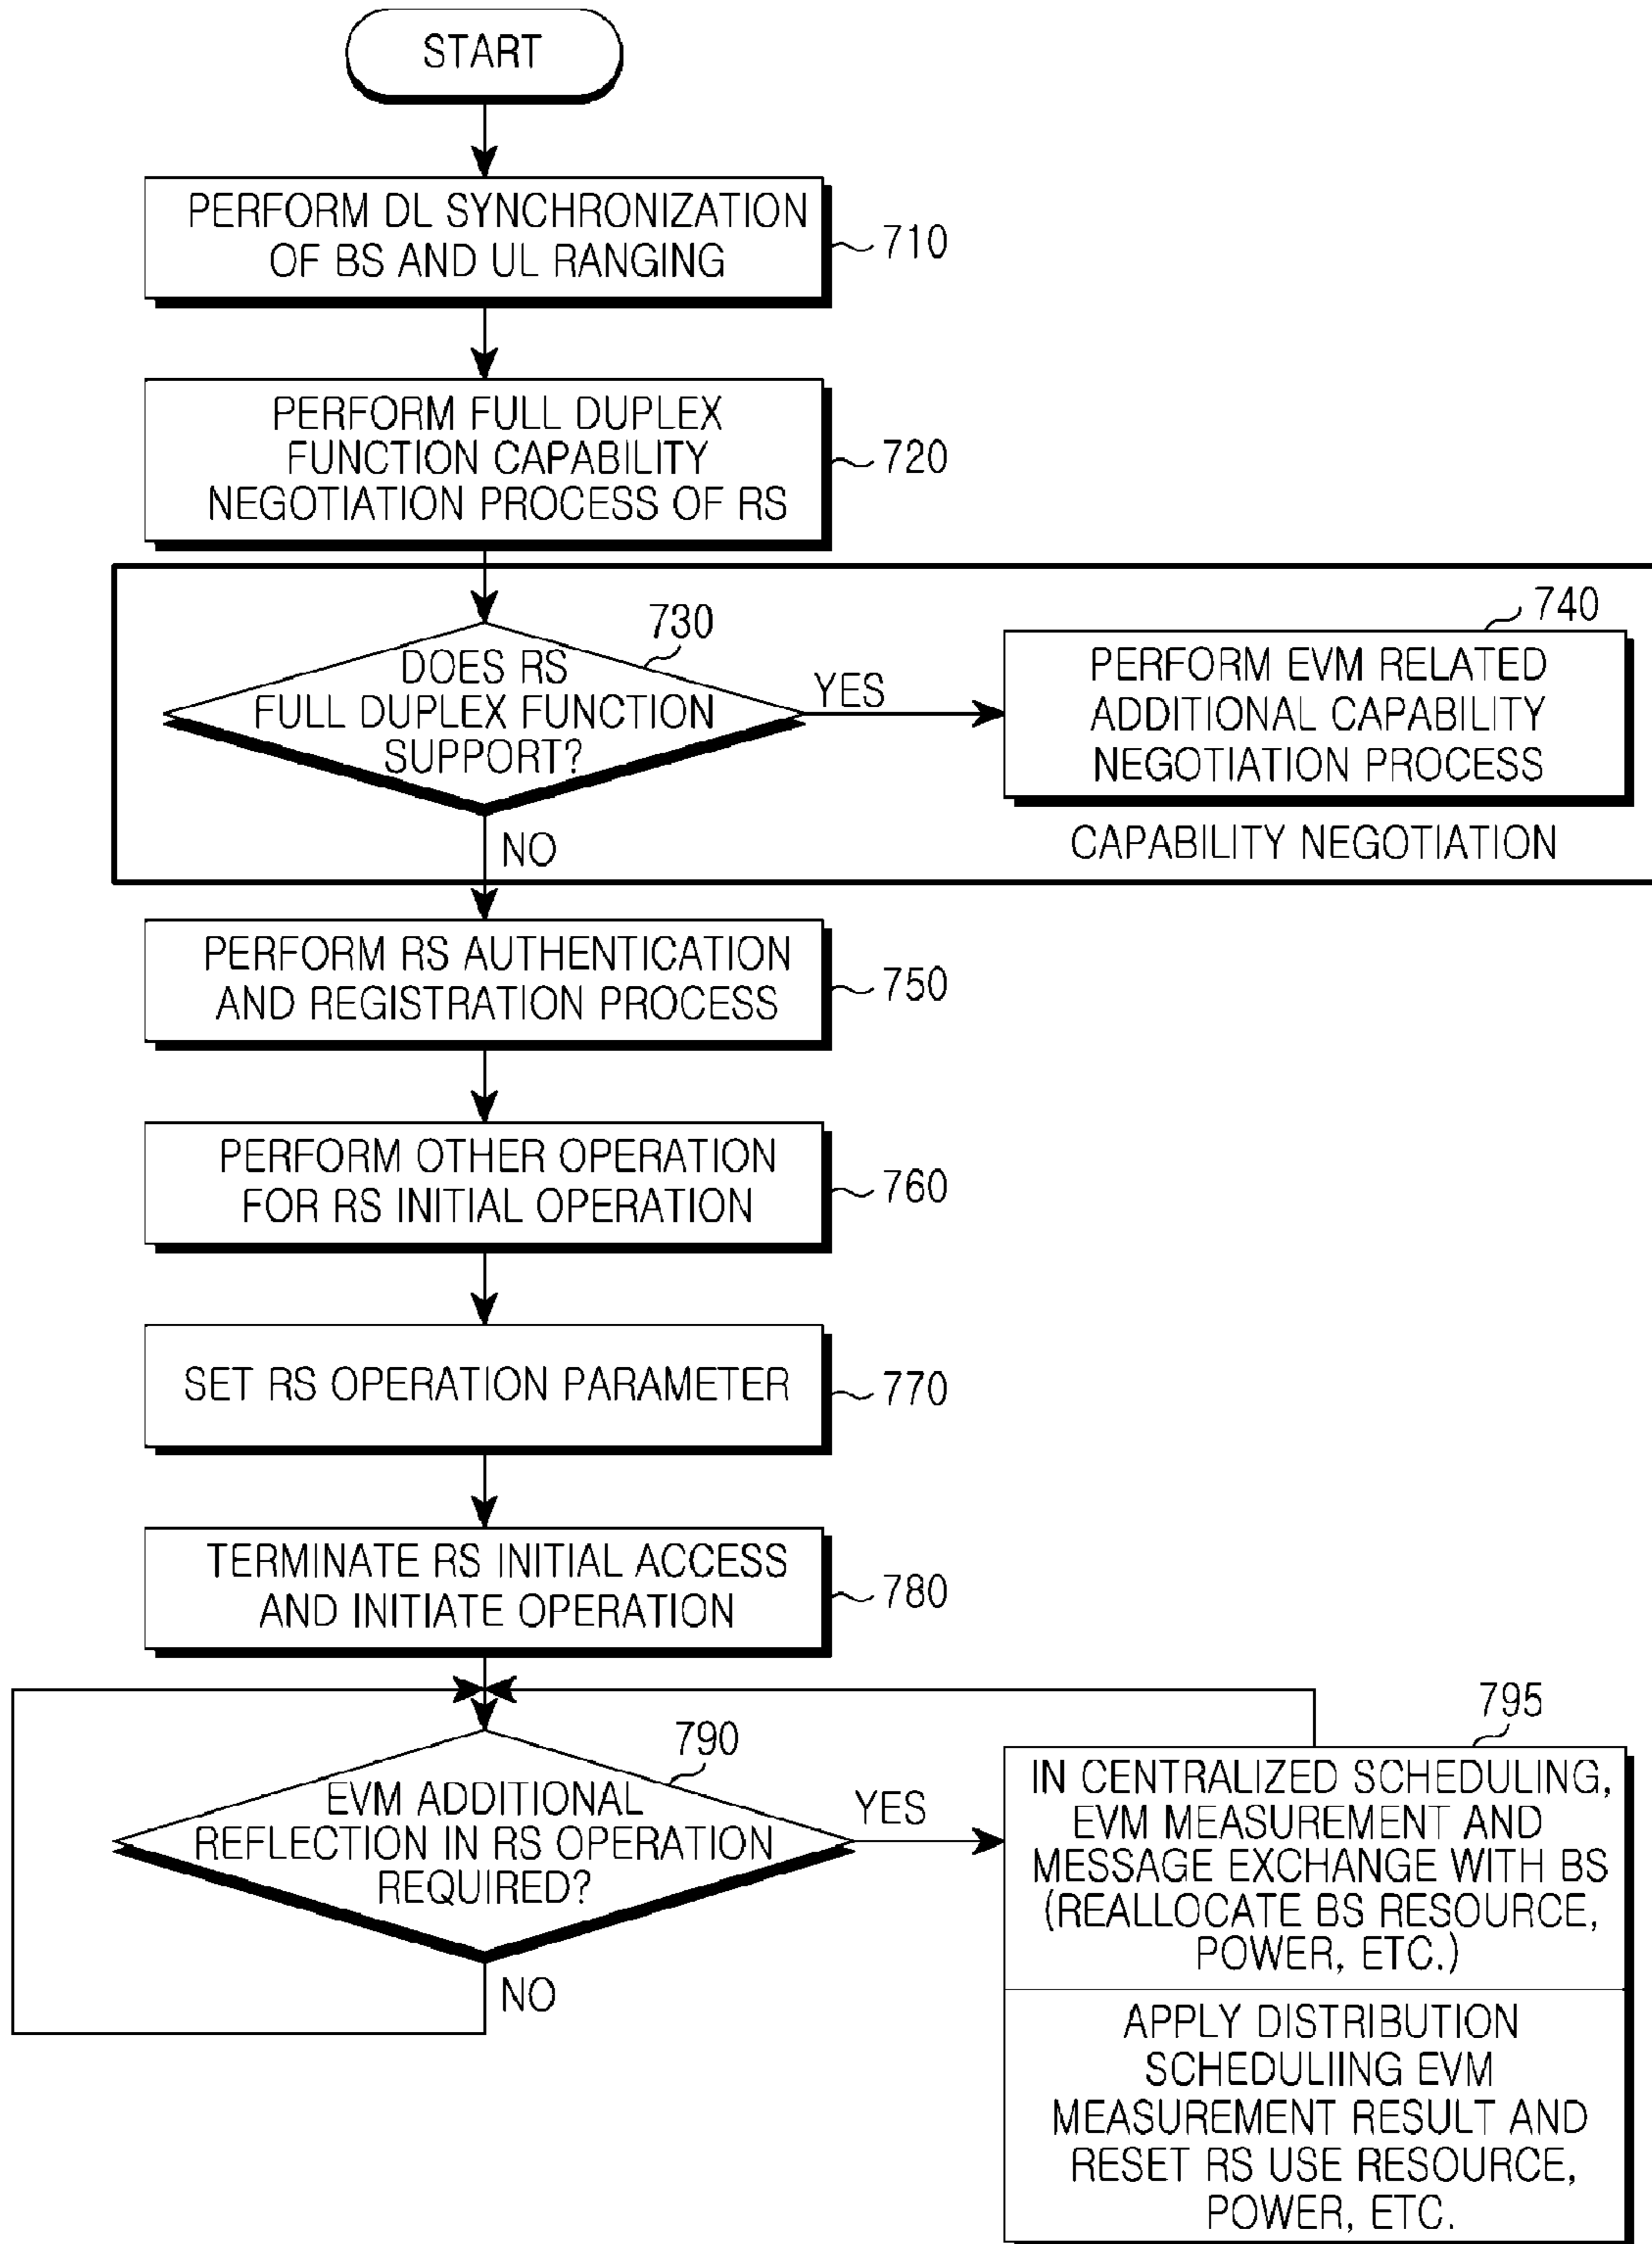 START
PERFORM DL SYNCHRONIZATION
OF BS AND UL RANGING
710
PERFORM FULL DUPLEX
FUNCTION CAPABILITY
NEGOTIATION PROCESS OF RS
720
730
DOES RS
FULL DUPLEX FUNCTION
SUPPORT?
YES
NO
740
PERFORM EVM RELATED
ADDITIONAL CAPABILITY
NEGOTIATION PROCESS
CAPABILITY NEGOTIATION
PERFORM RS AUTHENTICATION
AND REGISTRATION PROCESS
750
PERFORM OTHER OPERATION
FOR RS INITIAL OPERATION
760
SET RS OPERATION PARAMETER
770
TERMINATE RS INITIAL ACCESS
AND INITIATE OPERATION
780
790
EVM ADDITIONAL
REFLECTION IN RS OPERATION
REQUIRED?
YES
NO
795
IN CENTRALIZED SCHEDULING,
EVM MEASUREMENT AND
MESSAGE EXCHANGE WITH BS
(REALLOCATE BS RESOURCE,
POWER, ETC.)
APPLY DISTRIBUTION
SCHEDULIING EVM
MEASUREMENT RESULT AND
RESET RS USE RESOURCE,
POWER, ETC.